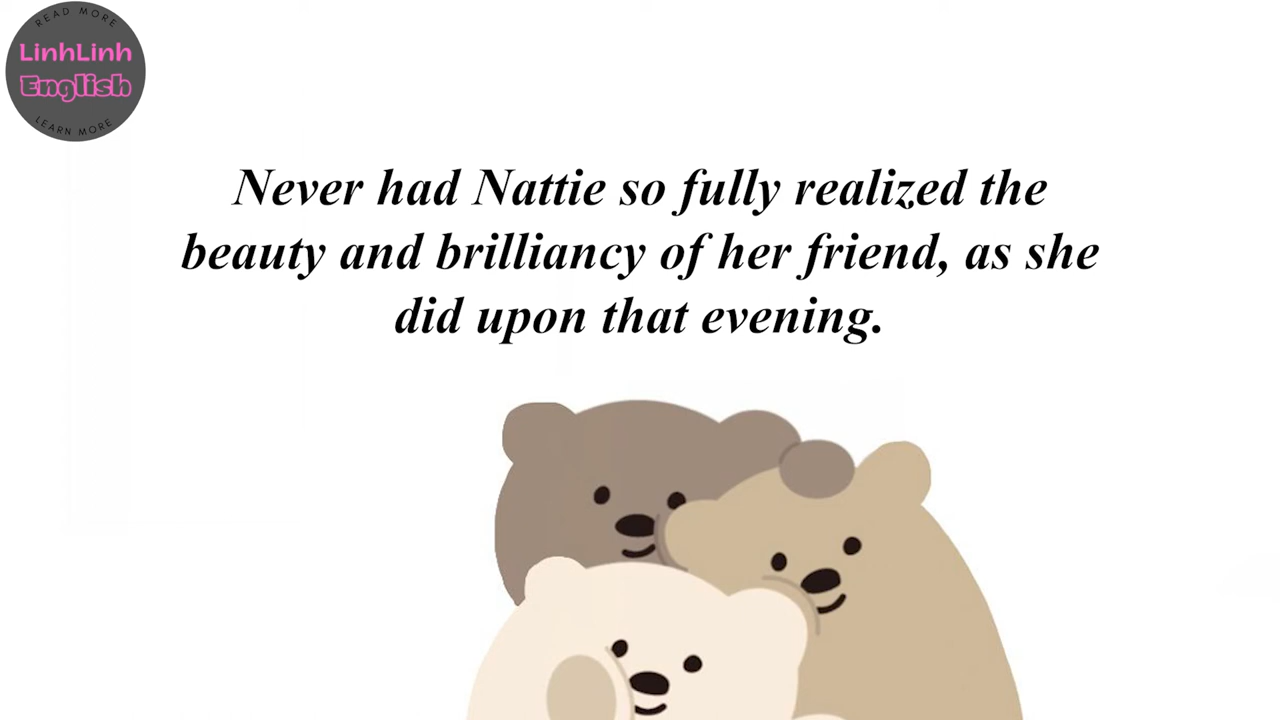 READ MORE
LinhLinh
English
LEARN MORE
Never had Nattie so fully realized the
beauty and brilliancy of her friend, as she
did upon that evening.